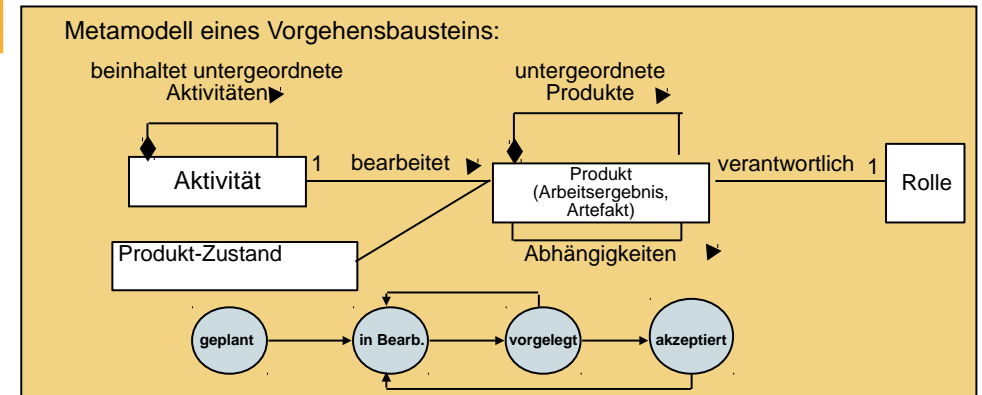 Metamodell eines Vorgehensbausteins:
beinhaltet untergeordnete
Aktivitäten
untergeordnete
Produkte
Aktivität
1
bearbeitet
Produkt
(Arbeitsergebnis,
Artefakt)
verantwortlich
1
Rolle
Produkt-Zustand
Abhängigkeiten
geplant
in Bearb.
vorgelegt
akzeptiert